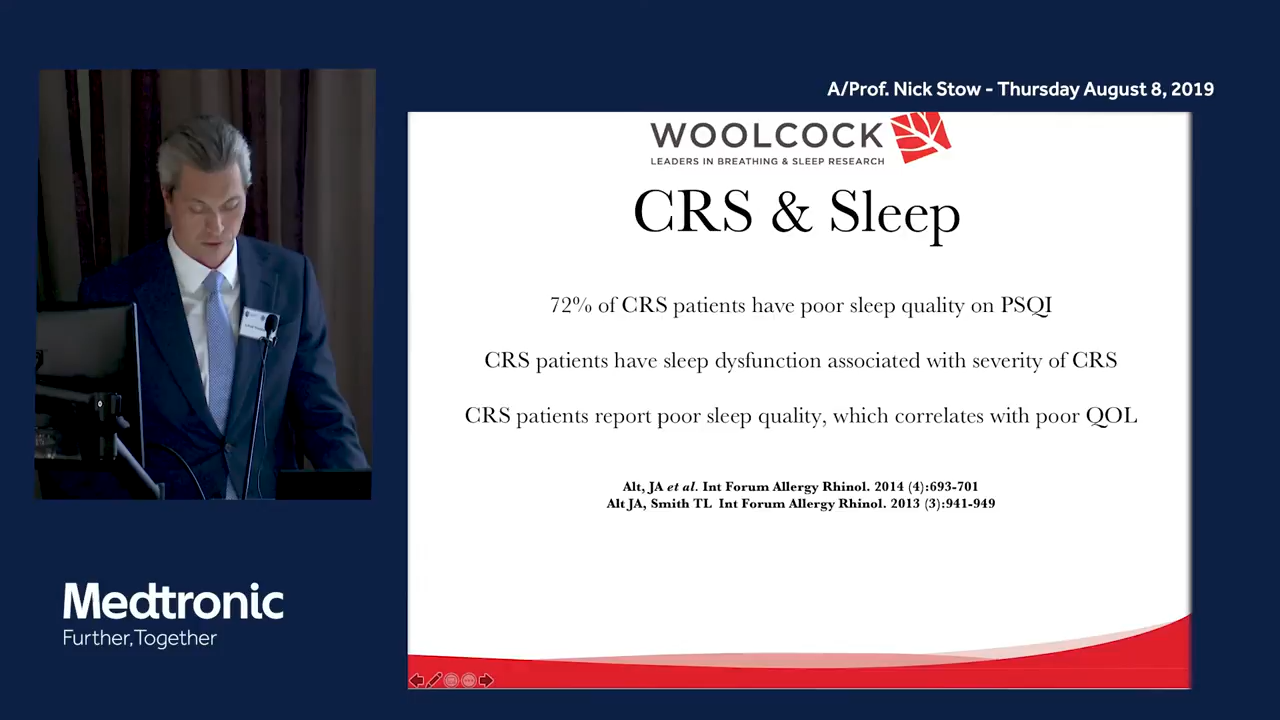 A/Prof. Nick Stow - Thursday August 8, 2019
WOOLCOCK
LEADERS IN BREATHING & SLEEP RESEARCH
CRS & Sleep
72% of CRS patients have poor sleep quality on PSQI
CRS patients have sleep dysfunction associated with severity of CRS
CRS patients report poor sleep quality, which correlates with poor QOL
Alt, JA et al. Int Forum Allergy Rhinol. 2014 (4):693-701
Alt JA, Smith TL Int Forum Allergy Rhinol. 2013 (3):941-949
Medtronic
Further,Together